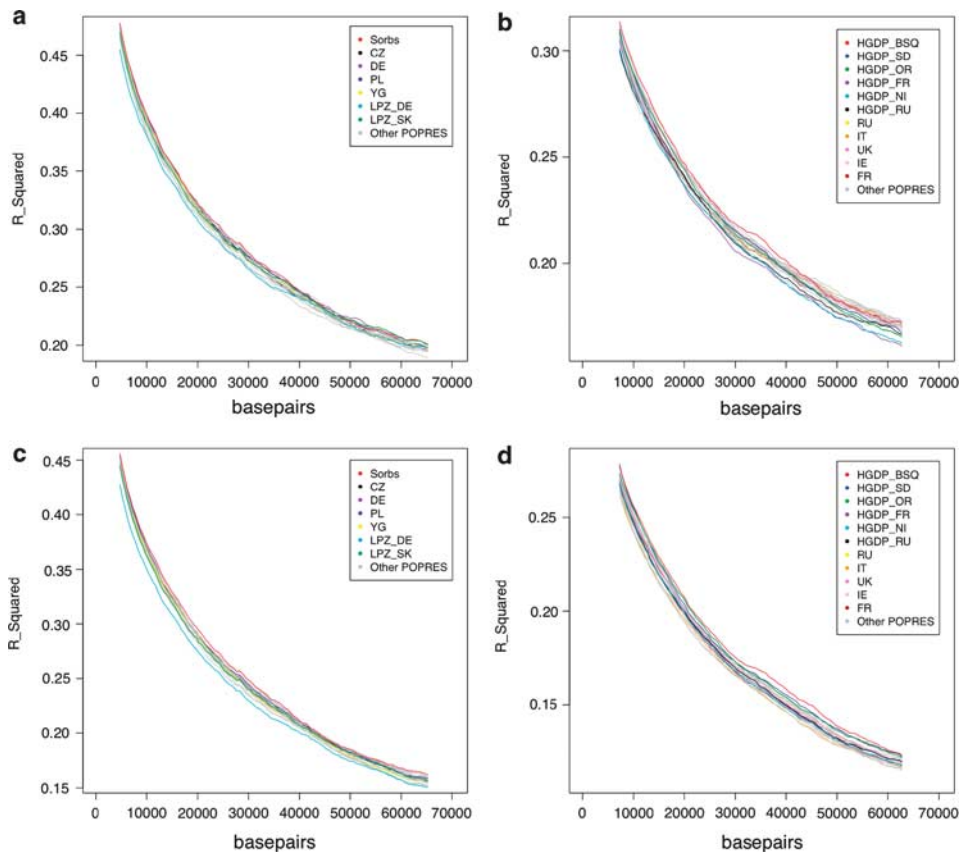 a
0.45
0.40
0.35
0.30
0.25
0.20
R_Squared
0 10000 20000 30000 40000 50000 60000 70000
basepairs
Sorbs
CZ
DE
PL
YG
LPZ_DE
LPZ_SK
Other POPRES
b
0.30
0.25
0.20
R_Squared
0 10000 20000 30000 40000 50000 60000 70000
basepairs
HGDP_BSQ
HGDP_SD
HGDP_OR
HGDP_FR
HGDP_NI
HGDP_RU
RU
IT
UK
IE
FR
Other POPRES
c
0.45
0.40
0.35
0.30
0.25
0.20
0.15
R_Squared
0 10000 20000 30000 40000 50000 60000 70000
basepairs
Sorbs
CZ
DE
PL
YG
LPZ_DE
LPZ_SK
Other POPRES
d
0.25
0.20
0.15
R_Squared
0 10000 20000 30000 40000 50000 60000 70000
basepairs
HGDP_BSQ
HGDP_SD
HGDP_OR
HGDP_FR
HGDP_NI
HGDP_RU
RU
IT
UK
IE
FR
Other POPRES